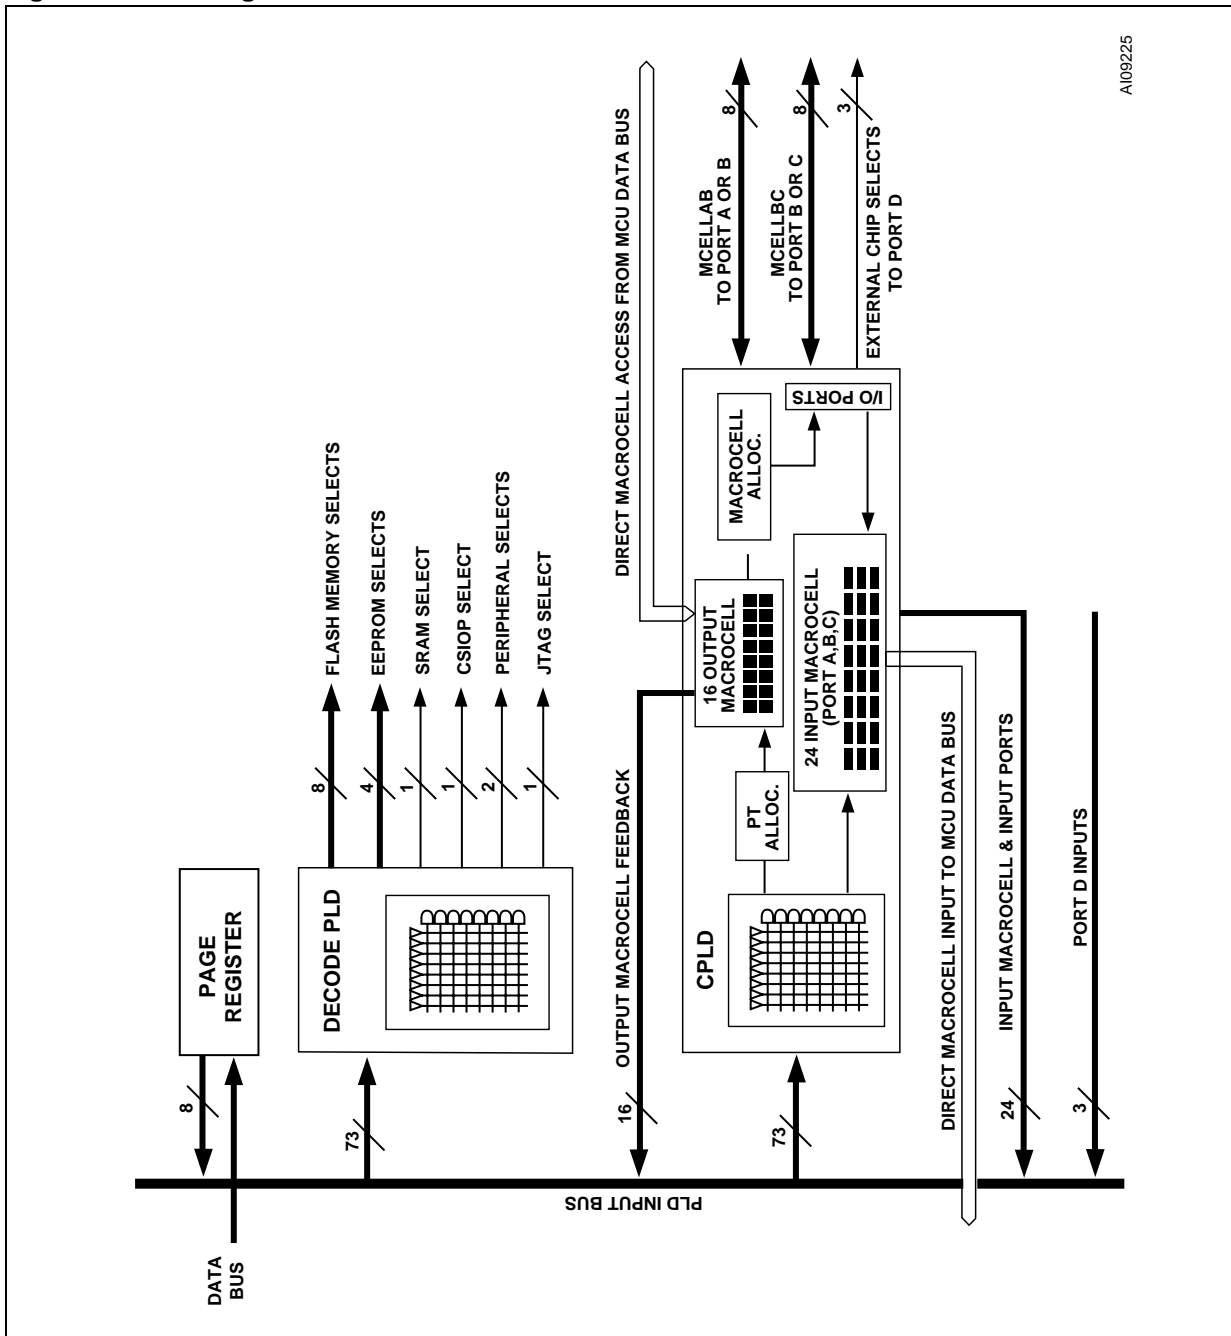 AI09225
DATA
BUS
8
PAGE
REGISTER
73
DECODE PLD
8
FLASH MEMORY SELECTS
4
EEPROM SELECTS
1
SRAM SELECT
1
CSIOP SELECT
2
PERIPHERAL SELECTS
1
JTAG SELECT
PLD INPUT BUS
16
OUTPUT MACROCELL FEEDBACK
DIRECT MACROCELL ACCESS FROM MCU DATA BUS
73
CPLD
PT
ALLOC.
16 OUTPUT
MACROCELL
MACROCELL
ALLOC.
I/O PORTS
24 INPUT MACROCELL
(PORT A,B,C)
MCELLAB
TO PORT A OR B
8
MCELLBC
TO PORT B OR C
8
EXTERNAL CHIP SELECTS
TO PORT D
3
DIRECT MACROCELL INPUT TO MCU DATA BUS
24
INPUT MACROCELL & INPUT PORTS
3
PORT D INPUTS